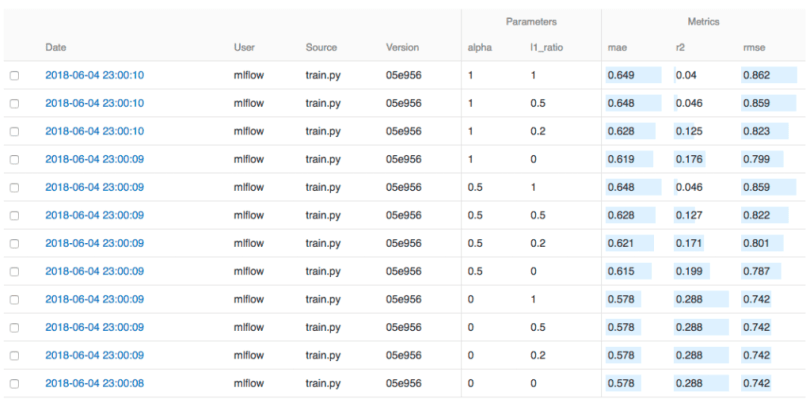 Parameters Metrics
Date User Source Version alpha l1_ratio mae r2 rmse
2018-06-04 23:00:10 mlflow train.py 05e956 1 1 0.649 0.04 0.862
2018-06-04 23:00:10 mlflow train.py 05e956 1 0.5 0.648 0.046 0.859
2018-06-04 23:00:10 mlflow train.py 05e956 1 0.2 0.628 0.125 0.823
2018-06-04 23:00:09 mlflow train.py 05e956 1 0 0.619 0.176 0.799
2018-06-04 23:00:09 mlflow train.py 05e956 0.5 1 0.648 0.046 0.859
2018-06-04 23:00:09 mlflow train.py 05e956 0.5 0.5 0.628 0.127 0.822
2018-06-04 23:00:09 mlflow train.py 05e956 0.5 0.2 0.621 0.171 0.801
2018-06-04 23:00:09 mlflow train.py 05e956 0.5 0 0.615 0.199 0.787
2018-06-04 23:00:09 mlflow train.py 05e956 0 1 0.578 0.288 0.742
2018-06-04 23:00:09 mlflow train.py 05e956 0 0.5 0.578 0.288 0.742
2018-06-04 23:00:09 mlflow train.py 05e956 0 0.2 0.578 0.288 0.742
2018-06-04 23:00:08 mlflow train.py 05e956 0 0 0.578 0.288 0.742